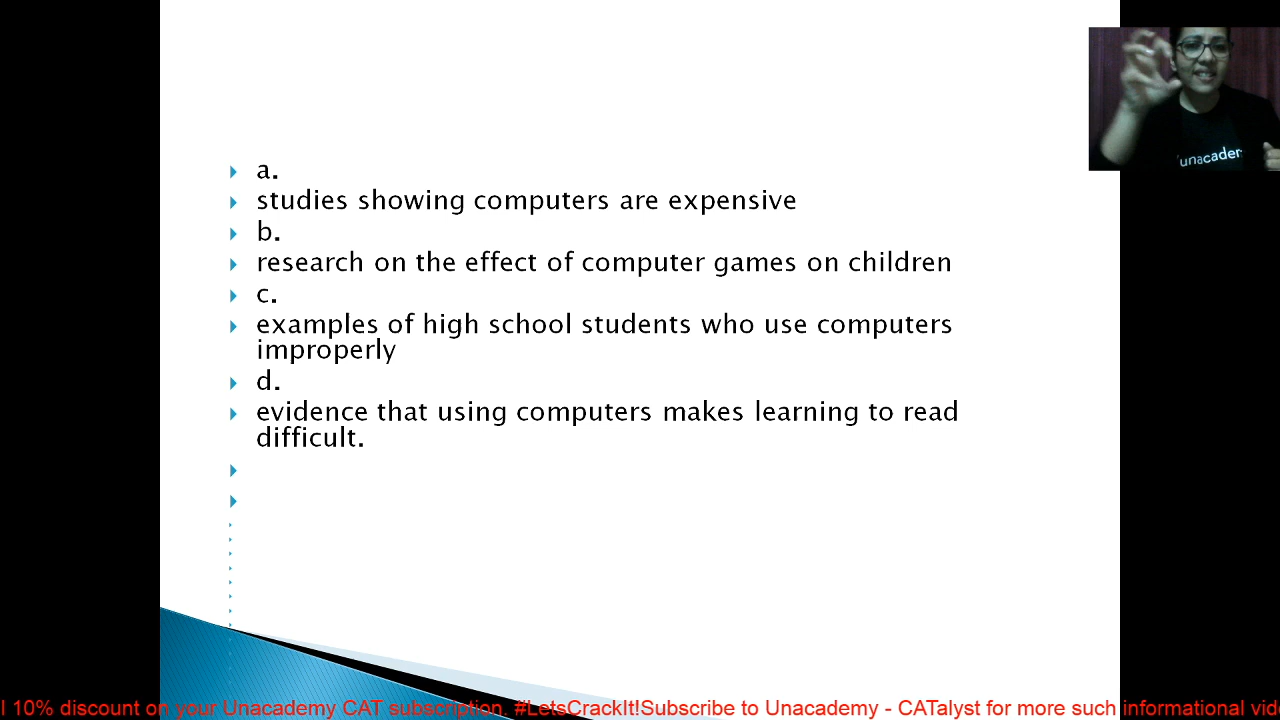 a.
studies showing computers are expensive
b.
research on the effect of computer games on children
c.
examples of high school students who use computers
improperly
d.
evidence that using computers makes learning to read
difficult.
unacadem
l 10% discount on your Unacademy CAT subscription. #LetsCrackIt!Subscribe to Unacademy - CATalyst for more such informational vid